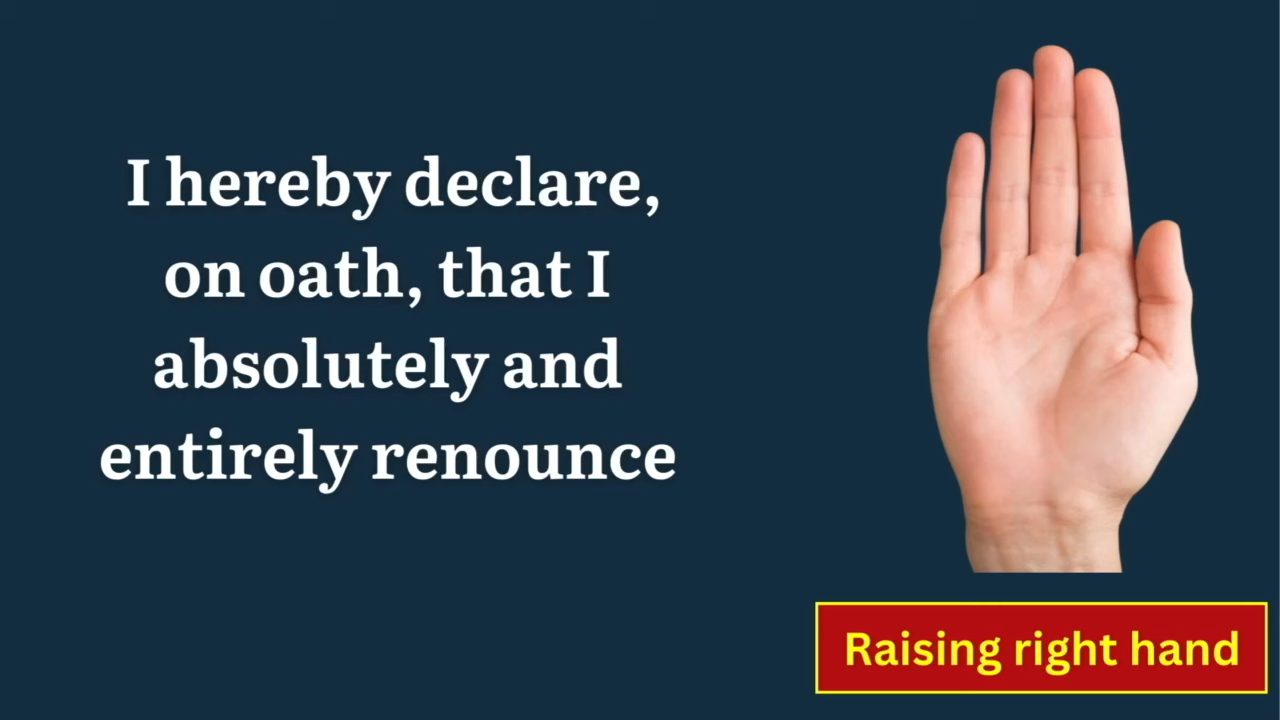 I hereby declare,
on oath, that I
absolutely and
entirely renounce
Raising right hand